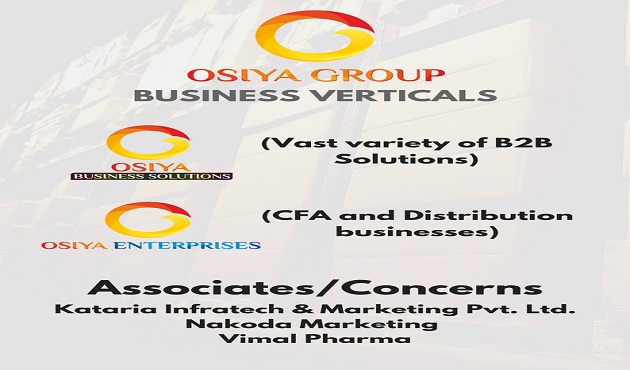 OSIYA GROUP
BUSINESS VERTICALS
OSIYA
BUSINESS SOLUTIONS
(Vast variety of B2B
Solutions)
OSIYA ENTERPRISES
(CFA and Distribution
businesses)
Associates/Concerns
Kataria Infratech & Marketing Pvt. Ltd.
Nakoda Marketing
Vimal Pharma